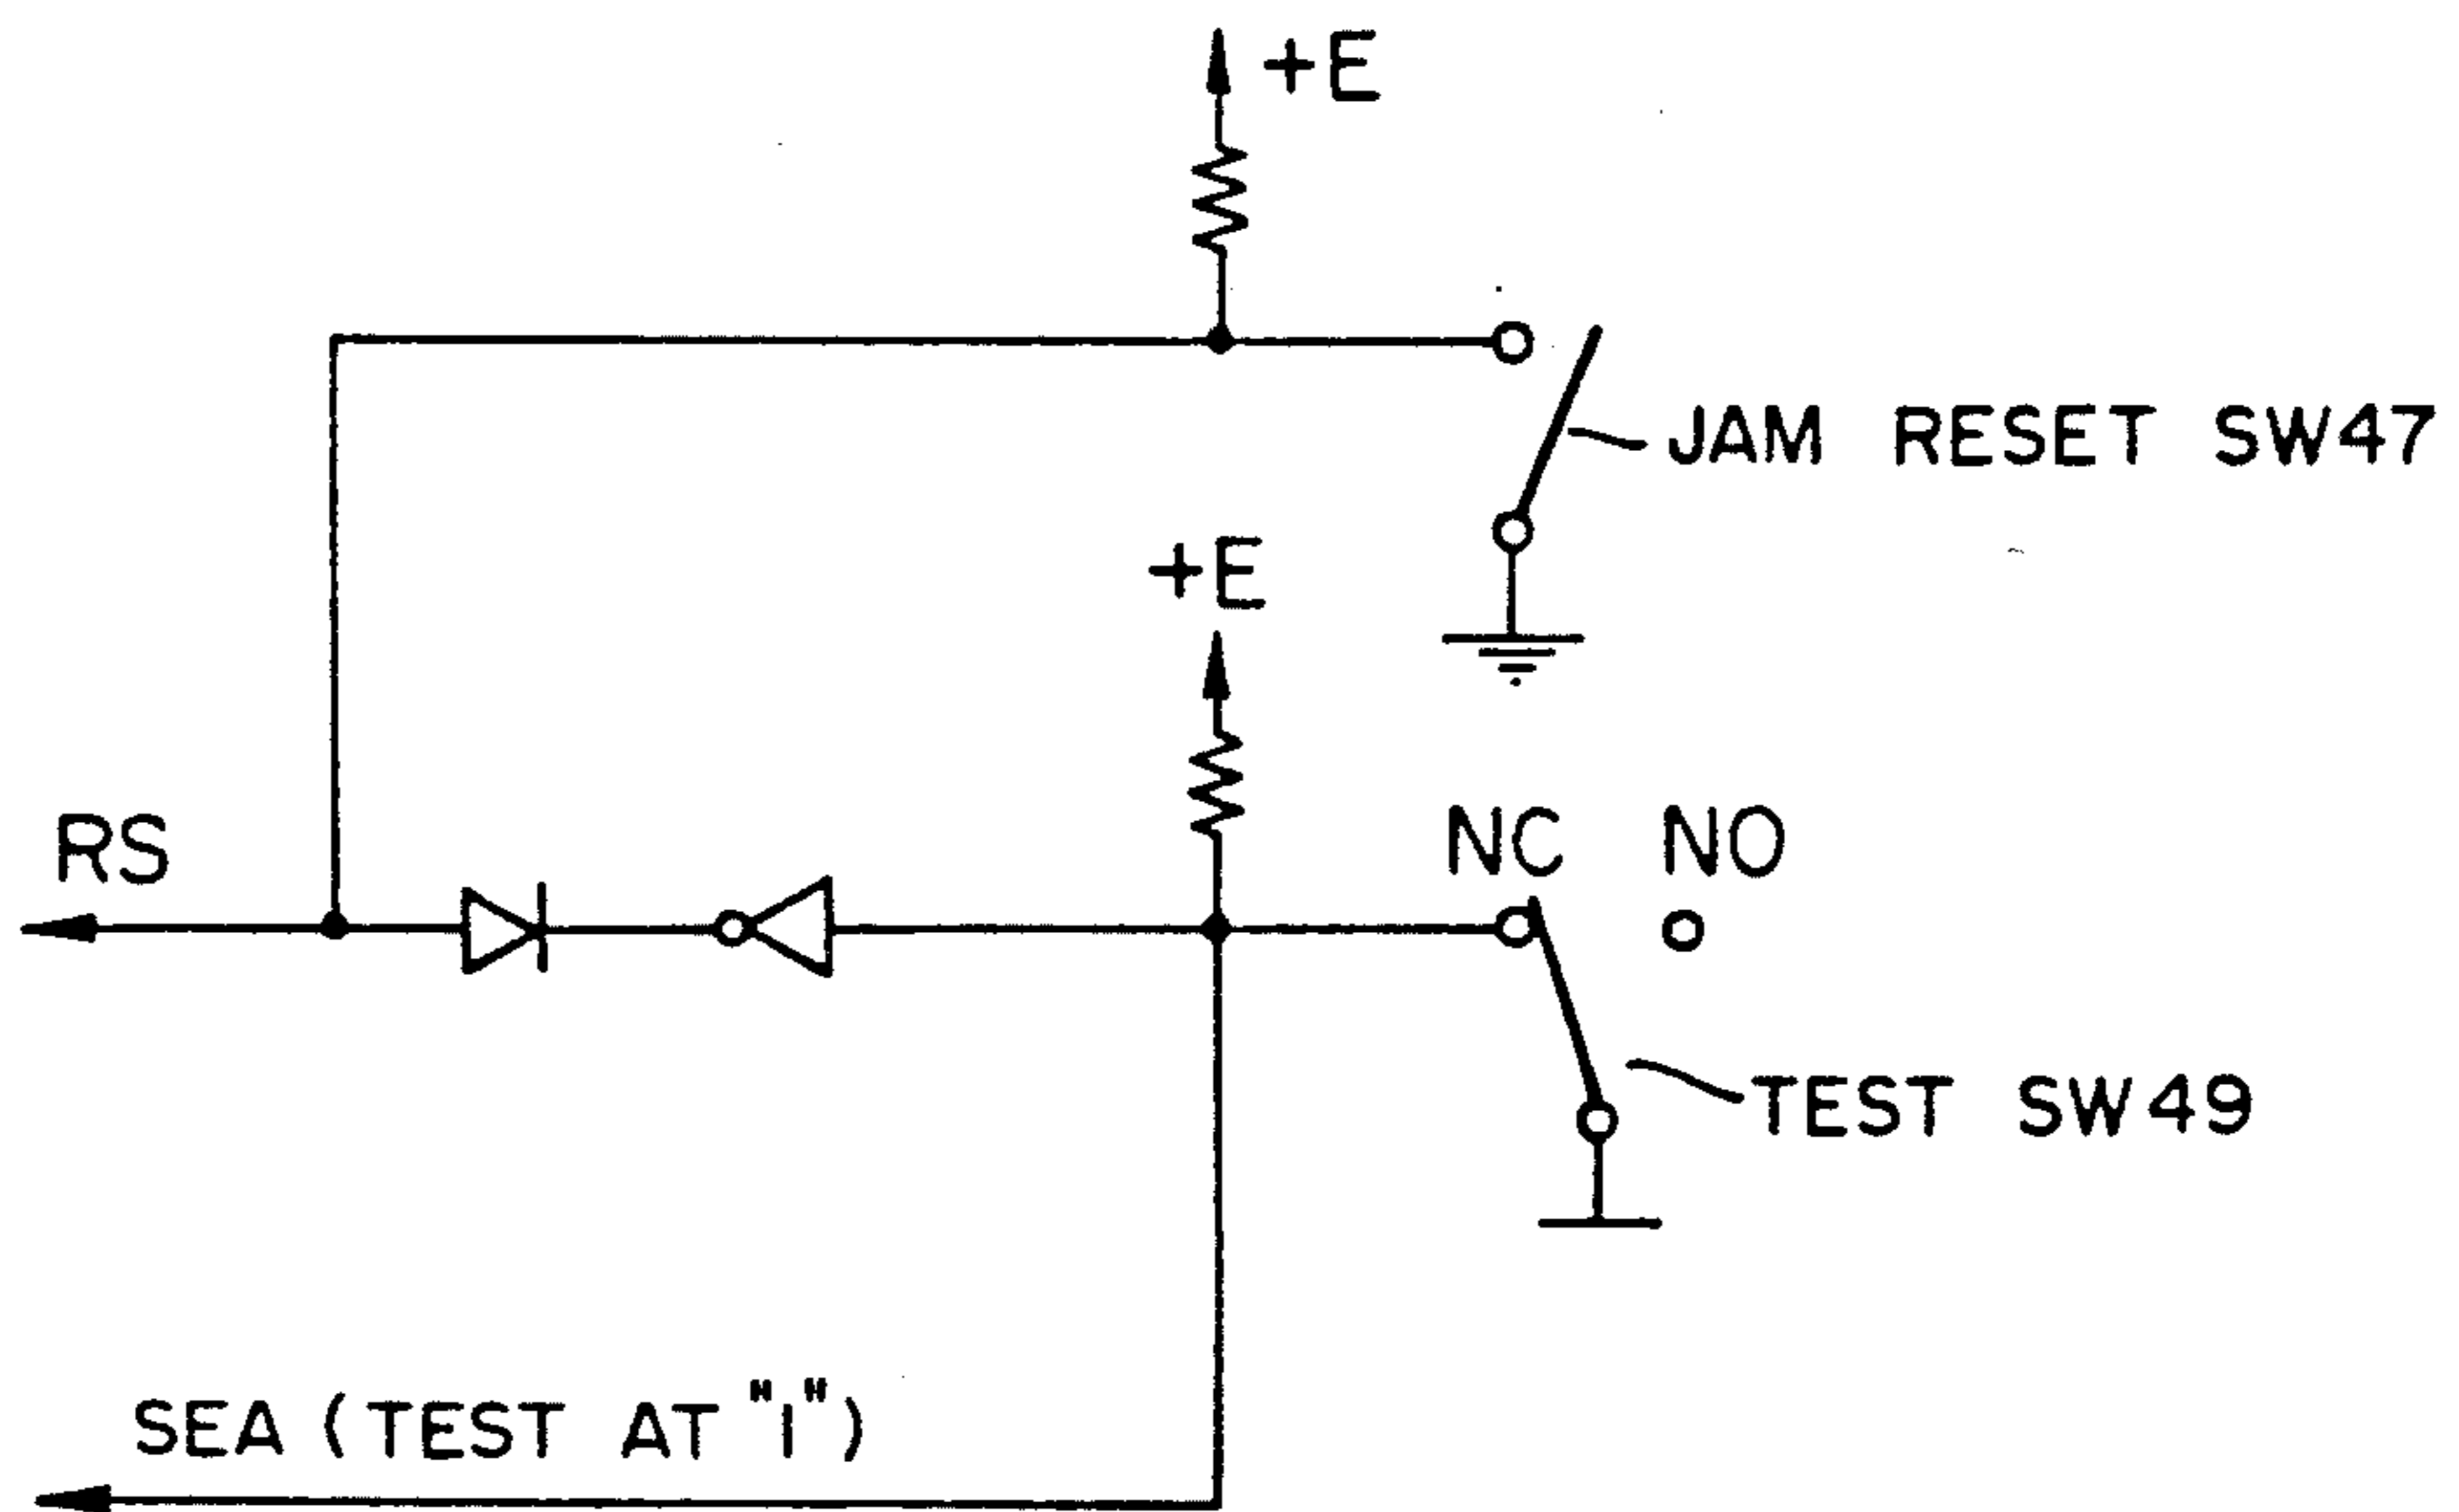 +E
JAM RESET SW47
+E
RS
NC NO
TEST SW49
SEA (TEST AT "1")